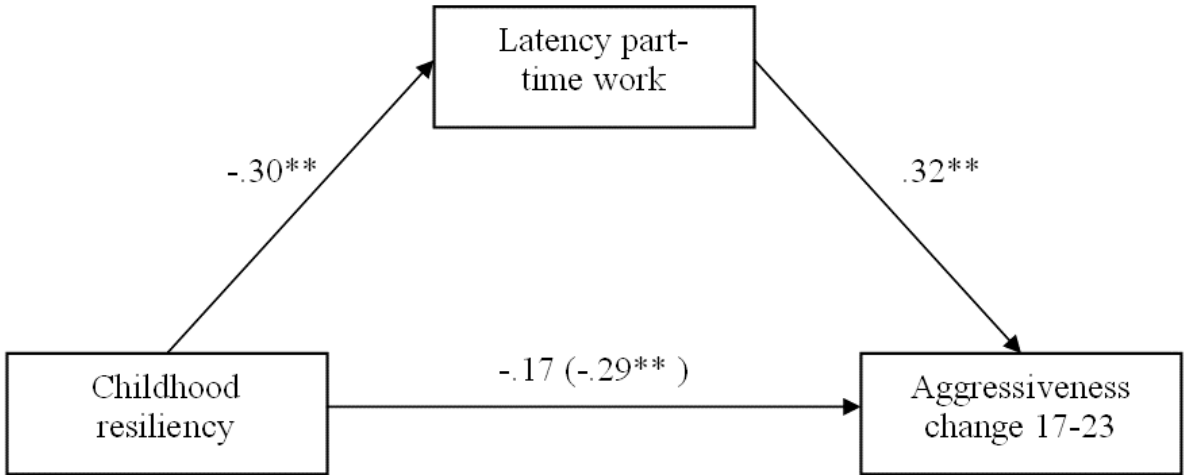 Latency part-
time work
-.30**
.32**
-.17 (-.29** )
Childhood
resiliency
Aggressiveness
change 17-23